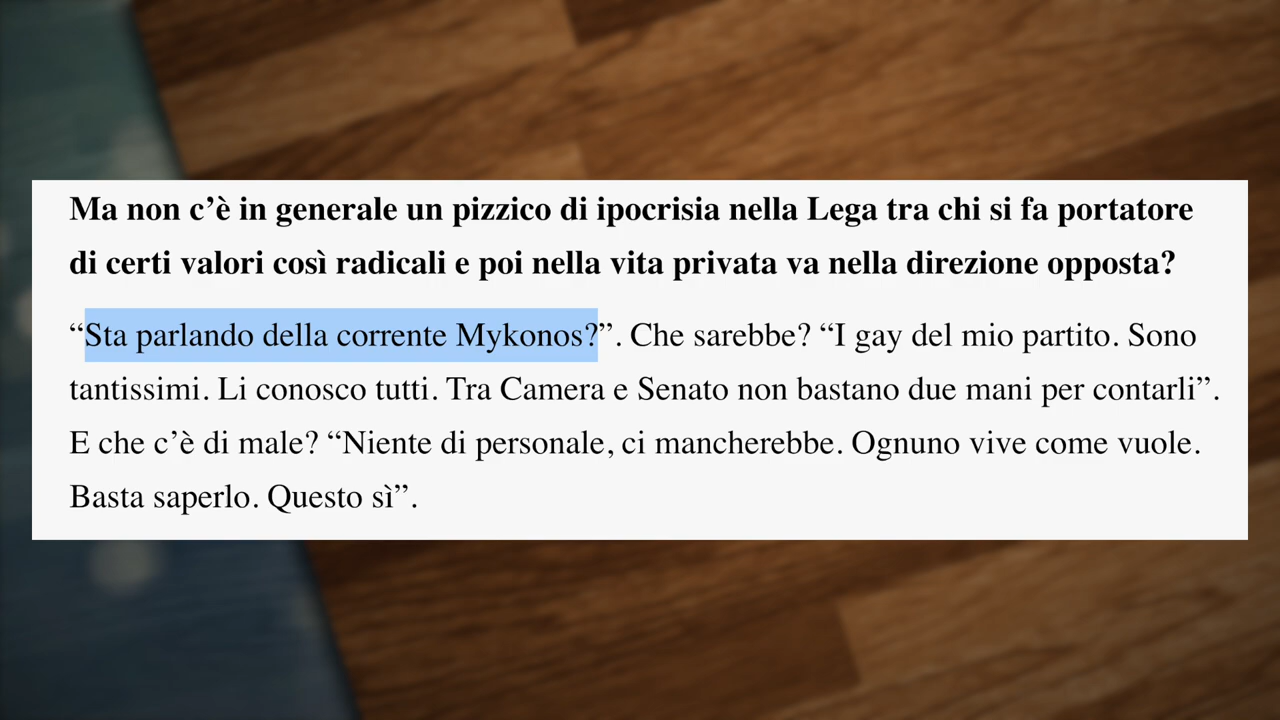 Ma non c’è in generale un pizzico di ipocrisia nella Lega tra chi si fa portatore
di certi valori così radicali e poi nella vita privata va nella direzione opposta?
“Sta parlando della corrente Mykonos?”. Che sarebbe? “I gay del mio partito. Sono
tantissimi. Li conosco tutti. Tra Camera e Senato non bastano due mani per contarli”.
E che c’è di male? “Niente di personale, ci mancherebbe. Ognuno vive come vuole.
Basta saperlo. Questo sì”.